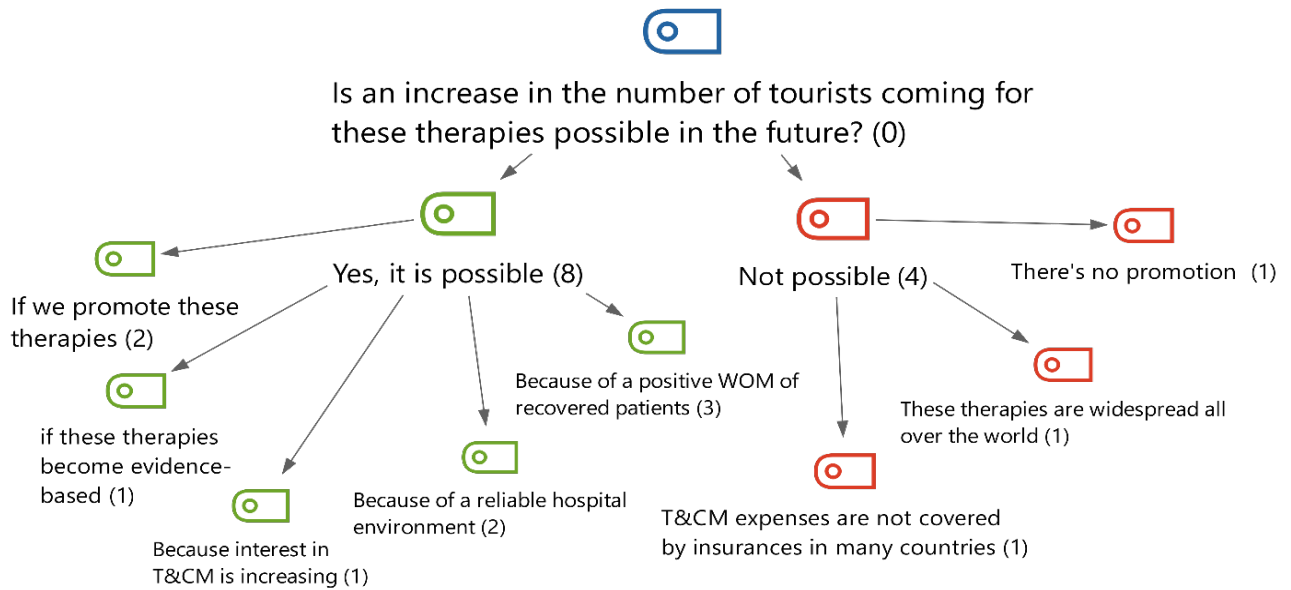 Is an increase in the number of tourists coming for
these therapies possible in the future? (0)
Yes, it is possible (8)
Not possible (4)
There's no promotion (1)
If we promote these
therapies (2)
if these therapies
become evidence-
based (1)
Because interest in
T&CM is increasing (1)
Because of a reliable hospital
environment (2)
Because of a positive WOM of
recovered patients (3)
These therapies are widespread all
over the world (1)
T&CM expenses are not covered
by insurances in many countries (1)